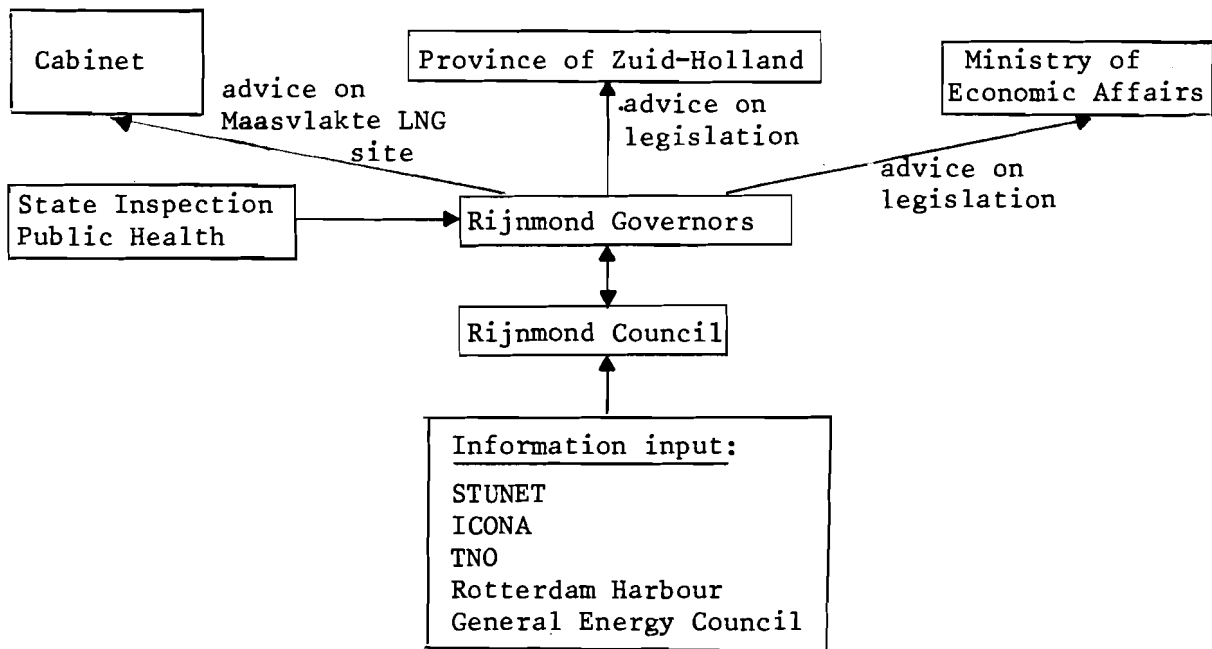 Cabinet
Province of Zuid-Holland
Ministry of
Economic Affairs
advice on
Maasvlakte LNG
site
advice on
legislation
advice on
legislation
State Inspection
Public Health
Rijnmond Governors
Rijnmond Council
Information input:
STUNET
ICONA
TNO
Rotterdam Harbour
General Energy Council